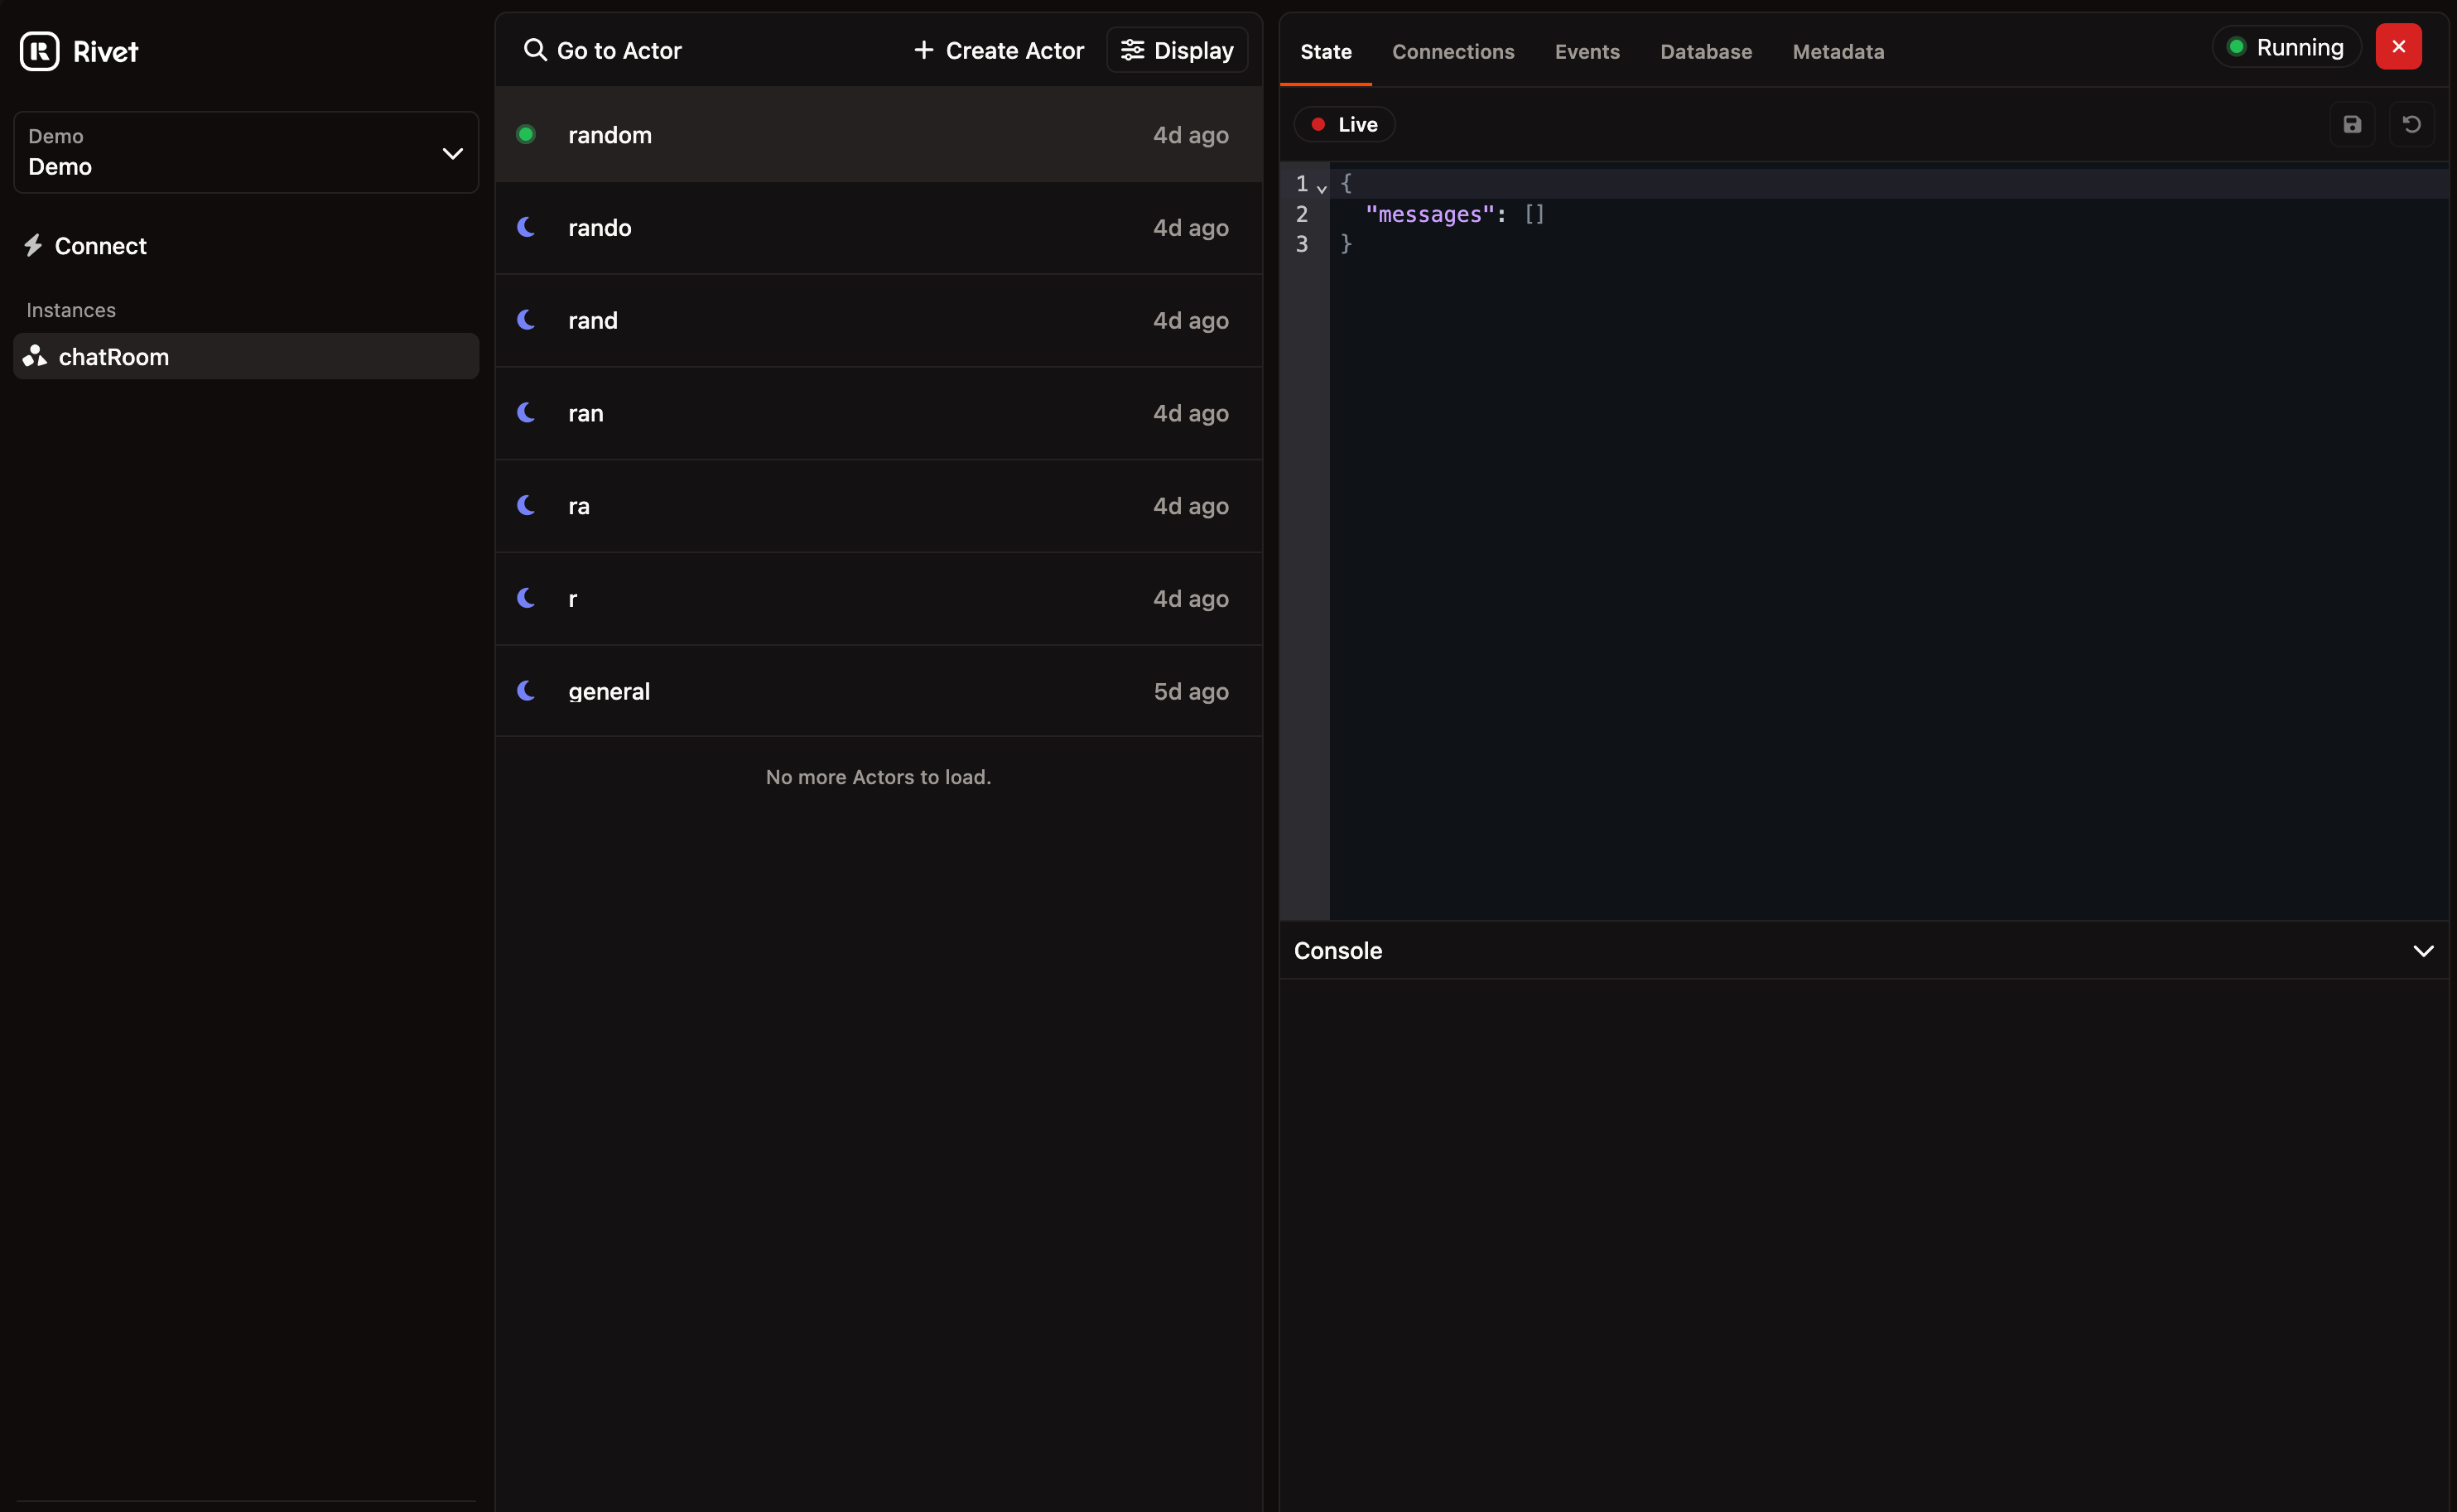 Rivet
Demo
Demo
Connect
Instances
chatRoom
Go to Actor
Create Actor
Display
random 4d ago
rando 4d ago
rand 4d ago
ran 4d ago
ra 4d ago
r 4d ago
general 5d ago
No more Actors to load.
State Connections Events Database Metadata
Running
Live
1 {
2 "messages": []
3 }
Console